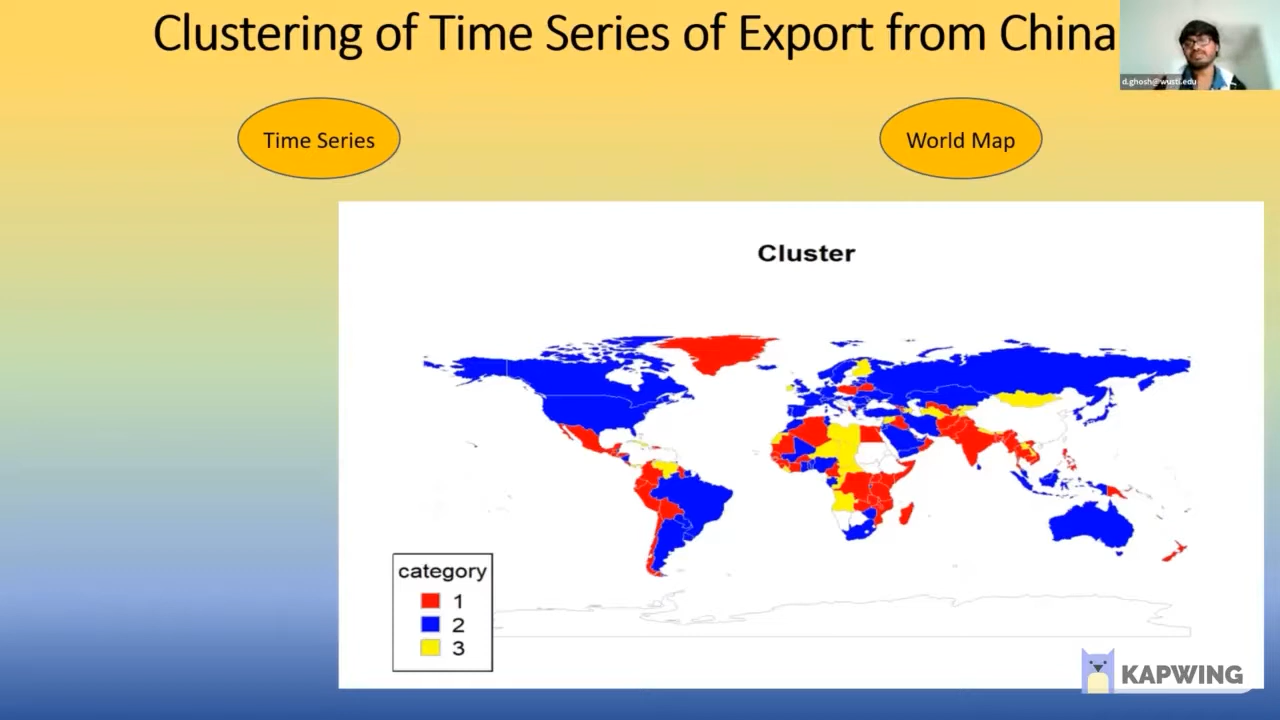 Clustering of Time Series of Export from China
d.ghosh@wustl.edu
Time Series
World Map
Cluster
category
1
2
3
KAPWING